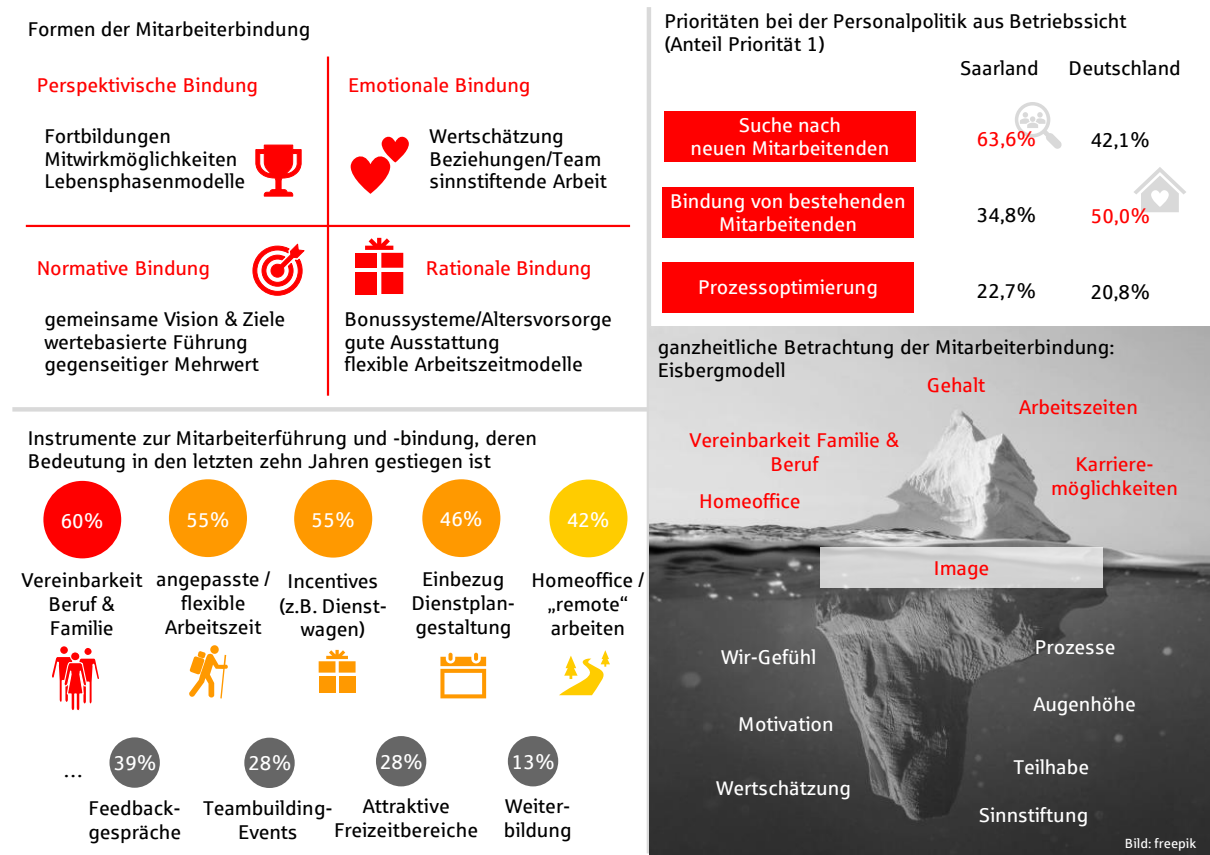 Formen der Mitarbeiterbindung
Perspektivische Bindung
Fortbildungen
Mitwirkmöglichkeiten
Lebensphasenmodelle
Emotionale Bindung
Wertschätzung
Beziehungen/Team
sinnstiftende Arbeit
Normative Bindung
gemeinsame Vision & Ziele
wertebasierte Führung
gegenseitiger Mehrwert
Rationale Bindung
Bonussysteme/Altersvorsorge
gute Ausstattung
flexible Arbeitszeitmodelle
Prioritäten bei der Personalpolitik aus Betriebssicht
(Anteil Priorität 1)
Saarland Deutschland
Suche nach
neuen Mitarbeitenden
63,6% 42,1%
Bindung von bestehenden
Mitarbeitenden
34,8% 50,0%
Prozessoptimierung
22,7% 20,8%
Instrumente zur Mitarbeiterführung und -bindung, deren
Bedeutung in den letzten zehn Jahren gestiegen ist
60%
Vereinbarkeit
Beruf &
Familie
55%
angepasste /
flexible
Arbeitszeit
55%
Incentives
(z.B. Dienst-
wagen)
46%
Einbezug
Dienstplan-
gestaltung
42%
Homeoffice /
„remote“
arbeiten
...
39%
Feedback-
gespräche
28%
Teambuilding-
Events
28%
Attraktive
Freizeitbereiche
13%
Weiter-
bildung
ganzheitliche Betrachtung der Mitarbeiterbindung:
Eisbergmodell
Gehalt
Arbeitszeiten
Vereinbarkeit Familie &
Beruf
Karriere-
möglichkeiten
Homeoffice
Image
Wir-Gefühl
Prozesse
Augenhöhe
Motivation
Teilhabe
Wertschätzung
Sinnstiftung
Bild: freepik